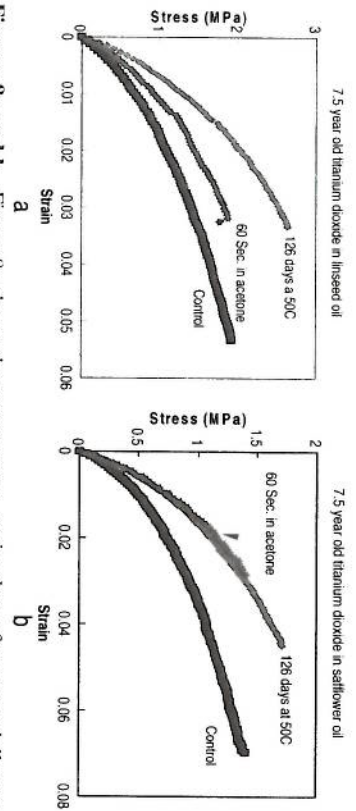 7.5 year old titanium dioxide in linseed oil
Stress (MPa)
3
2
1
0
0
0.01
0.02
0.03
0.04
0.05
0.06
Strain
126 days a 50C
60 Sec. in acetone
Control
a
7.5 year old titanium dioxide in safflower oil
Stress (MPa)
2
1.5
1
0.5
0
0
0.02
0.04
0.06
0.08
Strain
60 Sec. in acetone
126 days at 50C
Control
b